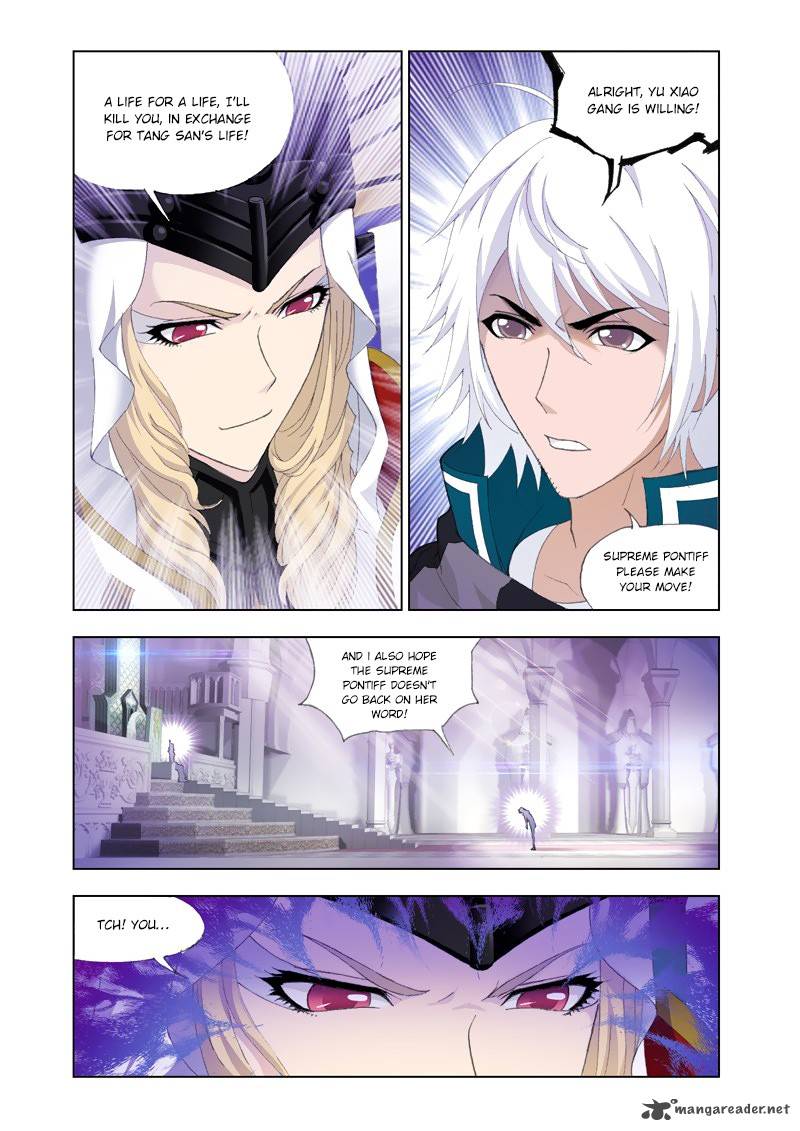 A LIFE FOR A LIFE, I'LL
KILL YOU, IN EXCHANGE
FOR TANG SAN'S LIFE!
ALRIGHT, YU XIAO
GANG IS WILLING!
SUPREME PONTIFF
PLEASE MAKE
YOUR MOVE!
AND I ALSO HOPE
THE SUPREME
PONTIFF DOESN'T
GO BACK ON HER
WORD!
TCH! YOU...
mangareader.net